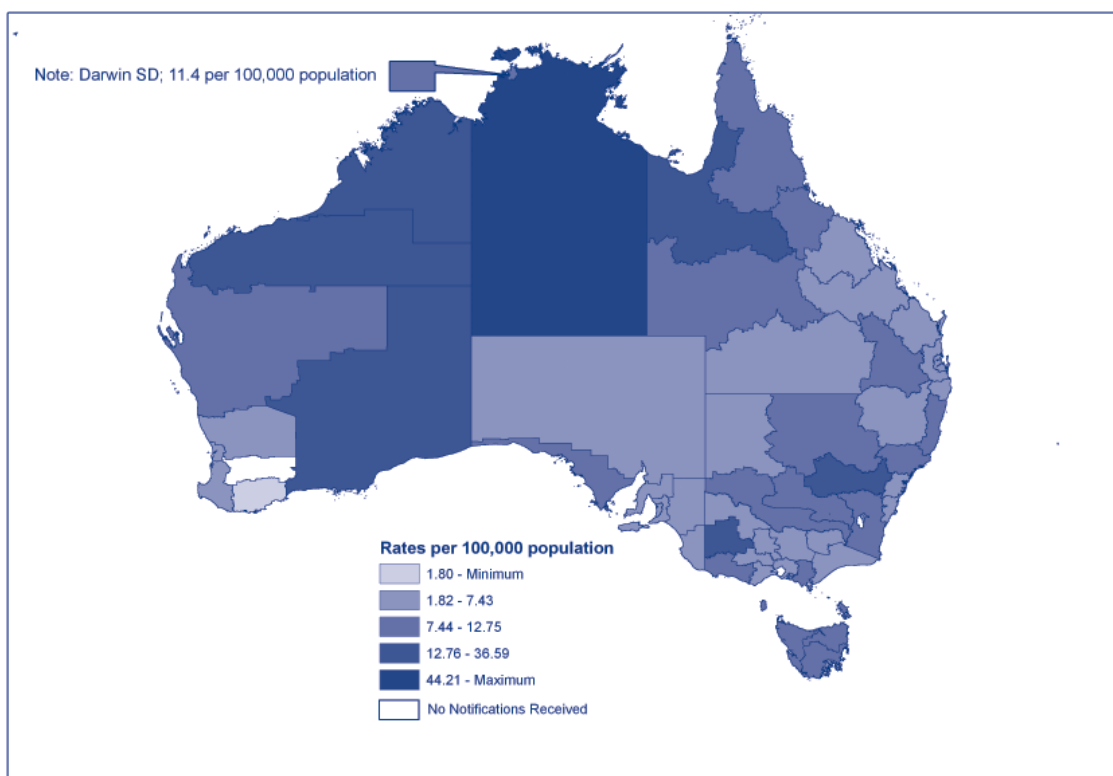 Note: Darwin SD; 11.4 per 100,000 population
Rates per 100,000 population
1.80 - Minimum
1.82 - 7.43
7.44 - 12.75
12.76 - 36.59
44.21 - Maximum
No Notifications Received